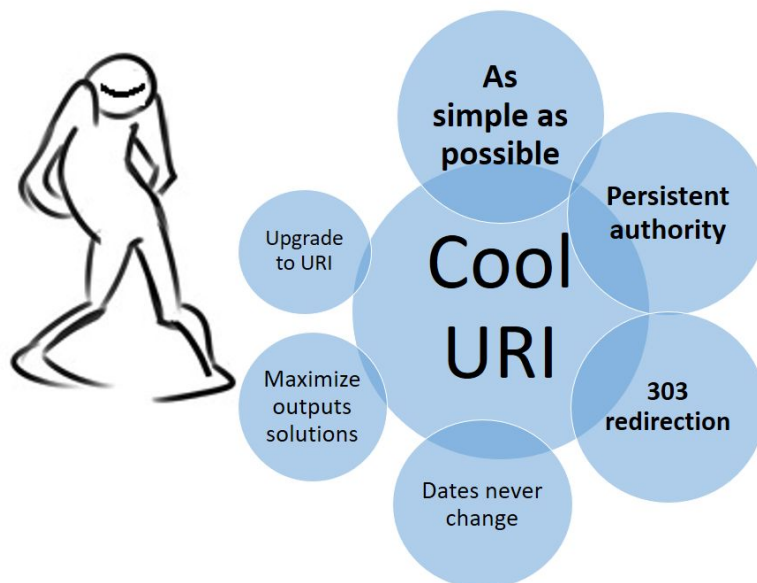 As
simple as
possible
Persistent
authority
303
redirection
Dates never
change
Maximize
outputs
solutions
Upgrade
to URI
Cool
URI